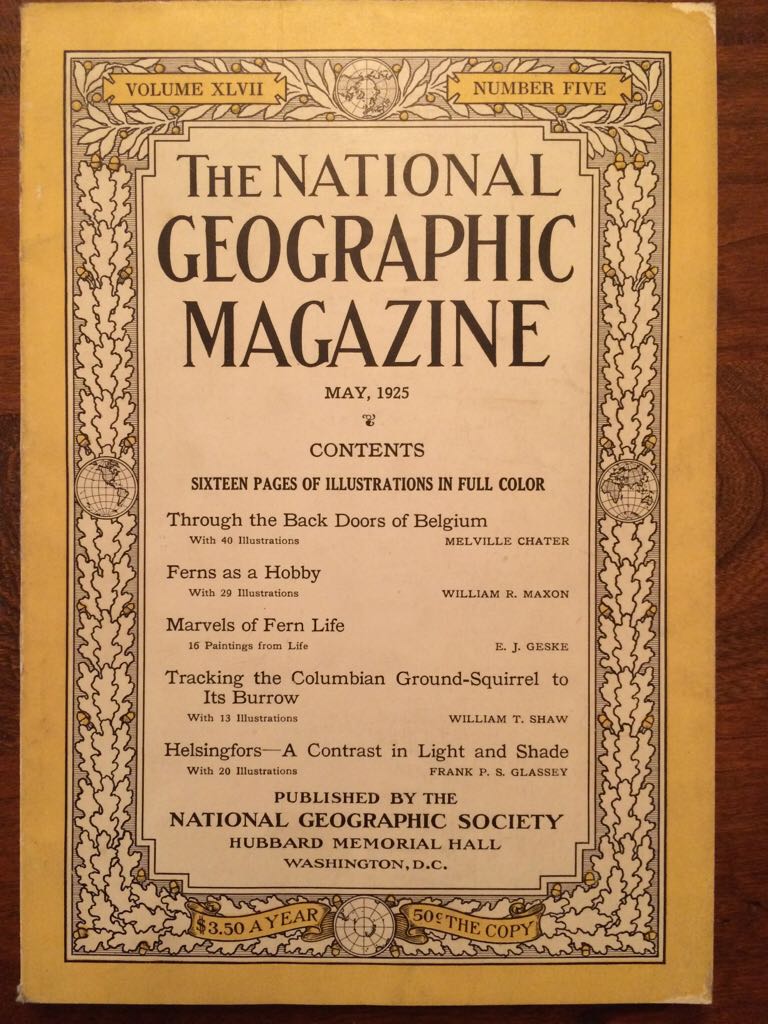 VOLUME XLVII
NUMBER FIVE
THE NATIONAL
GEOGRAPHIC
MAGAZINE
MAY, 1925
CONTENTS
SIXTEEN PAGES OF ILLUSTRATIONS IN FULL COLOR
Through the Back Doors of Belgium
With 40 Illustrations MELVILLE CHATER
Ferns as a Hobby
With 29 Illustrations WILLIAM R. MAXON
Marvels of Fern Life
16 Paintings from Life E. J. GESKE
Tracking the Columbian Ground-Squirrel to
Its Burrow
With 13 Illustrations WILLIAM T. SHAW
Helsingfors—A Contrast in Light and Shade
With 20 Illustrations FRANK P. S. GLASSEY
PUBLISHED BY THE
NATIONAL GEOGRAPHIC SOCIETY
HUBBARD MEMORIAL HALL
WASHINGTON, D.C.
$3.50 A YEAR
50¢ THE COPY